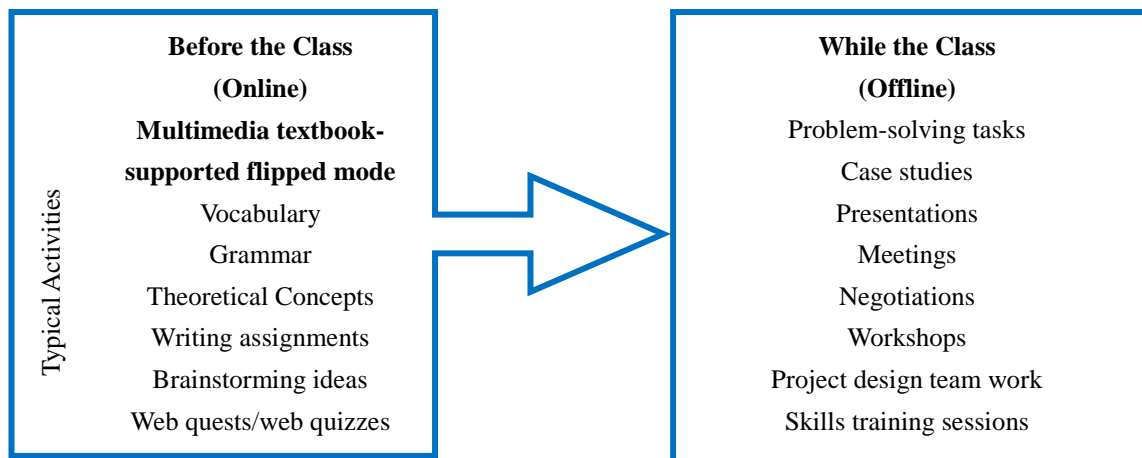 Typical Activities
Before the Class
(Online)
Multimedia textbook-
supported flipped mode
Vocabulary
Grammar
Theoretical Concepts
Writing assignments
Brainstorming ideas
Web quests/web quizzes
While the Class
(Offline)
Problem-solving tasks
Case studies
Presentations
Meetings
Negotiations
Workshops
Project design team work
Skills training sessions